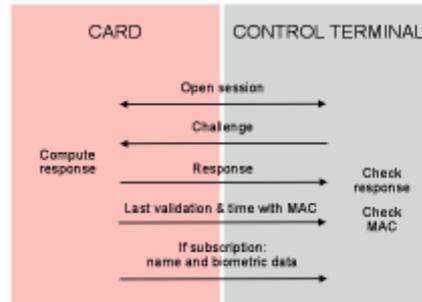 CARD
CONTROL TERMINAL
Open session
Challenge
Compute
response
Response
Check
response
Last validation & time with MAC
Check
MAC
If subscription:
name and biometric data